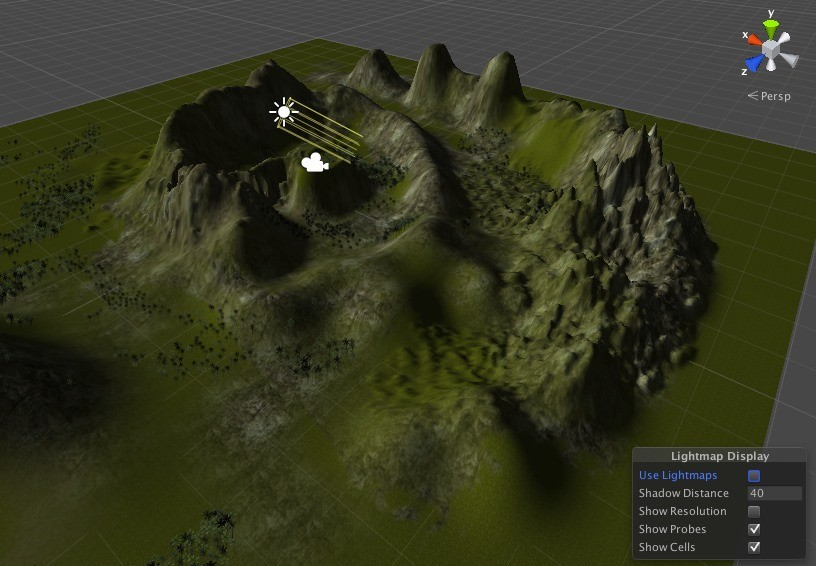 y
x
z
Persp
Lightmap Display
Use Lightmaps
Shadow Distance 40
Show Resolution
Show Probes
Show Cells